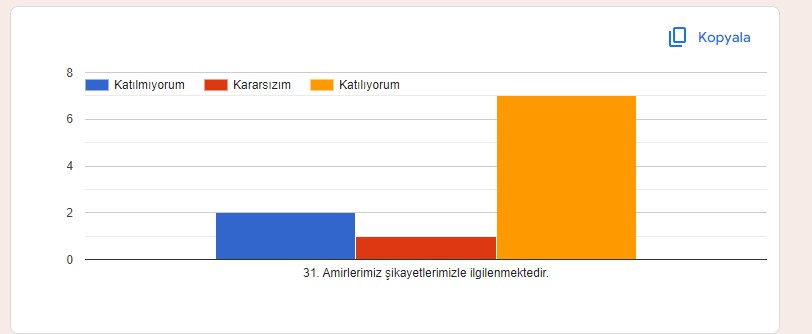 Kopyala
8
Katılmıyorum Kararsızım Katılıyorum
6
4
2
0
31. Amirlerimiz şikayetlerimizle ilgilenmektedir.